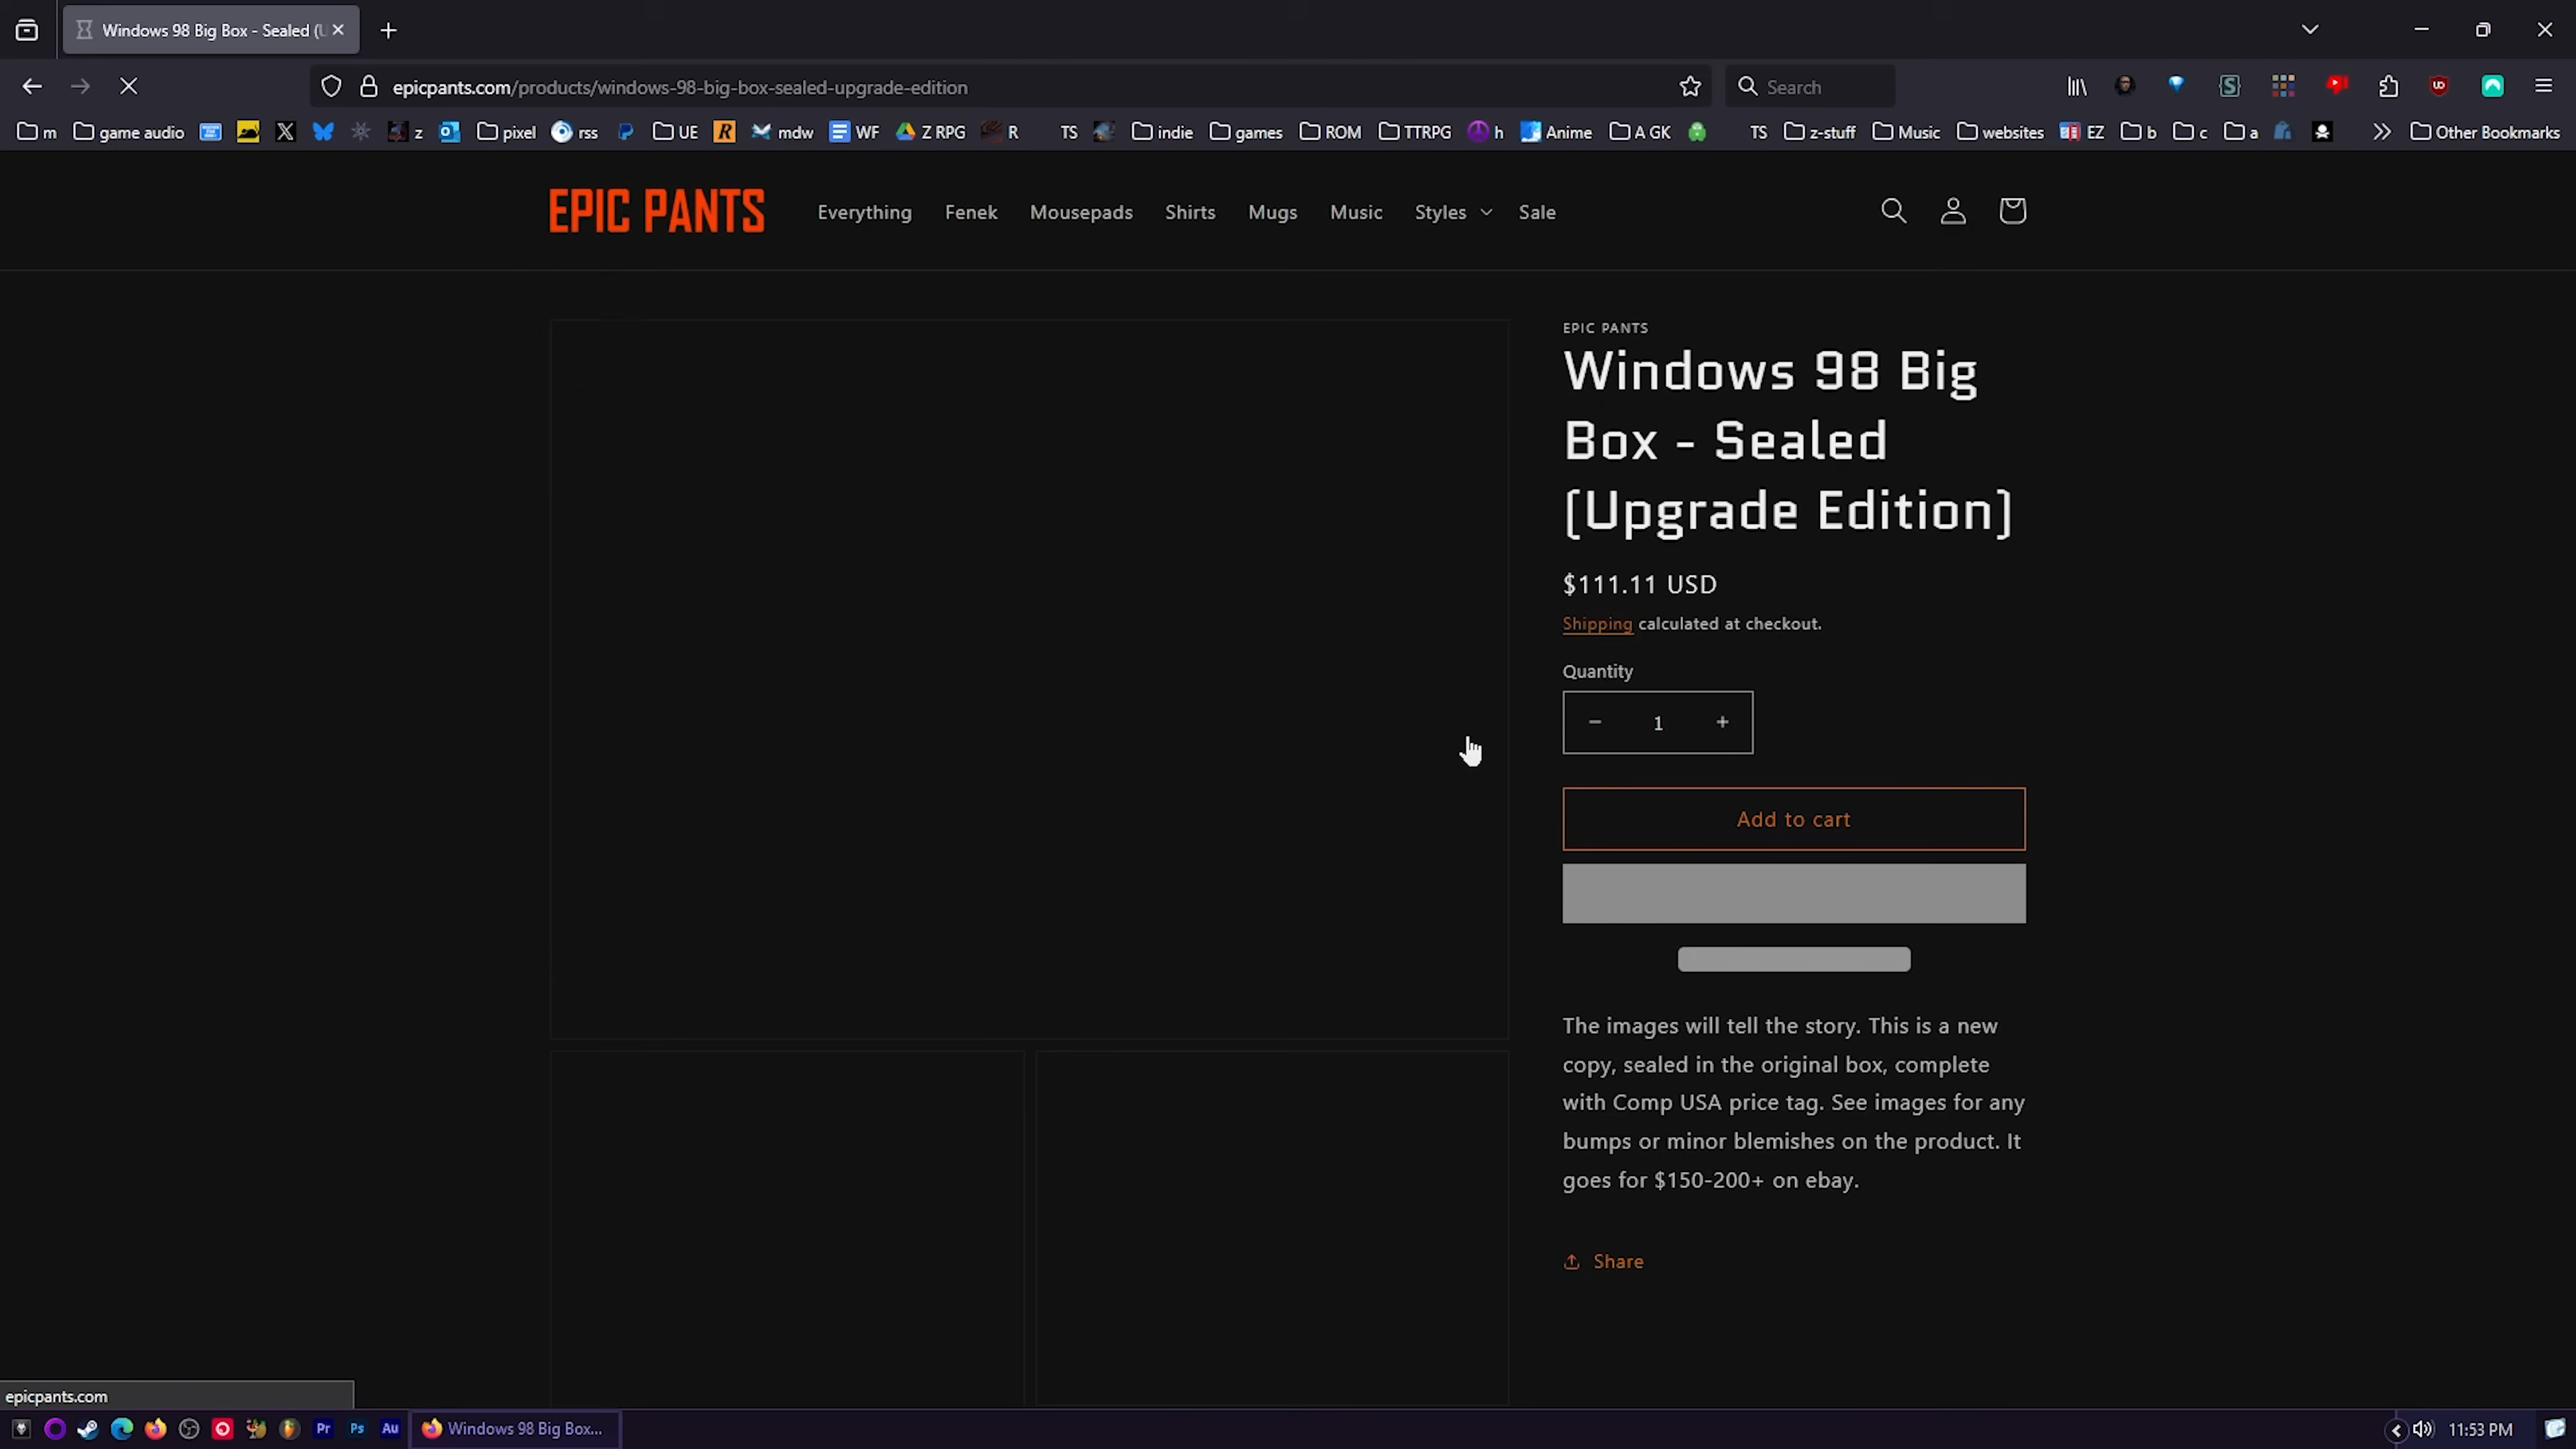 Windows 98 Big Box - Sealed (U
epicpants.com/products/windows-98-big-box-sealed-upgrade-edition
Search
m game audio z pixel rss UE R mdw WF Z RPG R TS indie games ROM TTRPG h Anime A GK TS z-stuff Music websites EZ b c a Other Bookmarks
EPIC PANTS Everything Fenek Mousepads Shirts Mugs Music Styles Sale
EPIC PANTS
Windows 98 Big
Box - Sealed
(Upgrade Edition)
$111.11 USD
Shipping calculated at checkout.
Quantity
− 1 +
Add to cart
The images will tell the story. This is a new
copy, sealed in the original box, complete
with Comp USA price tag. See images for any
bumps or minor blemishes on the product. It
goes for $150-200+ on ebay.
Share
epicpants.com
Pr Ps Au Windows 98 Big Box... 11:53 PM